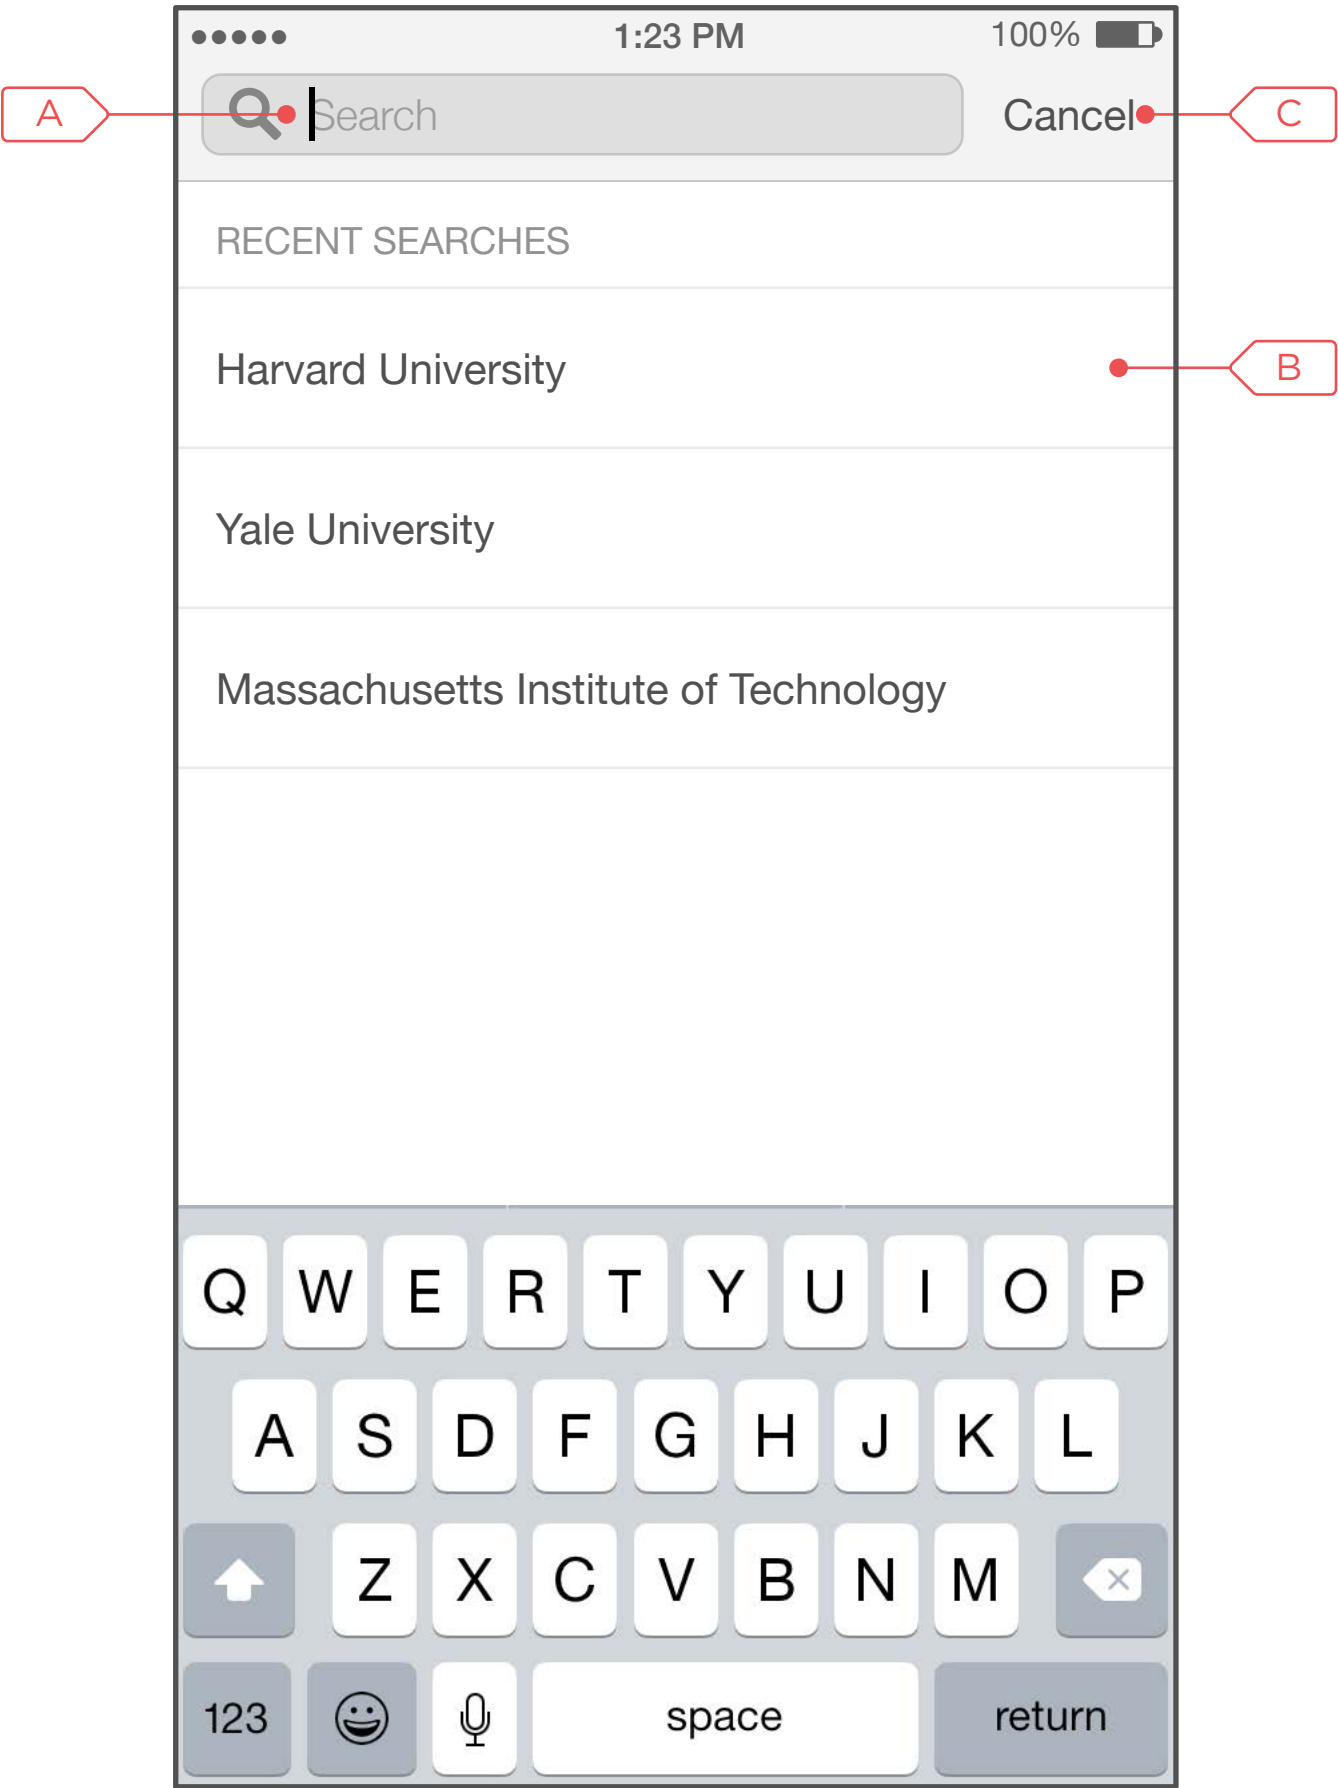 1:23 PM 100%
A Search Cancel C
RECENT SEARCHES
Harvard University B
Yale University
Massachusetts Institute of Technology
Q W E R T Y U I O P
A S D F G H J K L
Z X C V B N M
123 space return